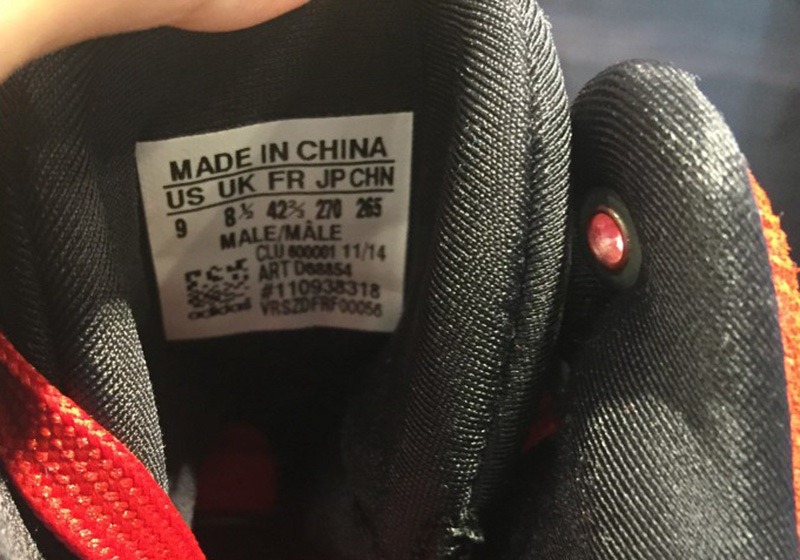 MADE IN CHINA
US UK FR JP CHN
9 8½ 42⅔ 270 265
MALE/MÂLE
CLU 600001 11/14
ART D68854
#110938318
VRSZDFRF00056
adidas